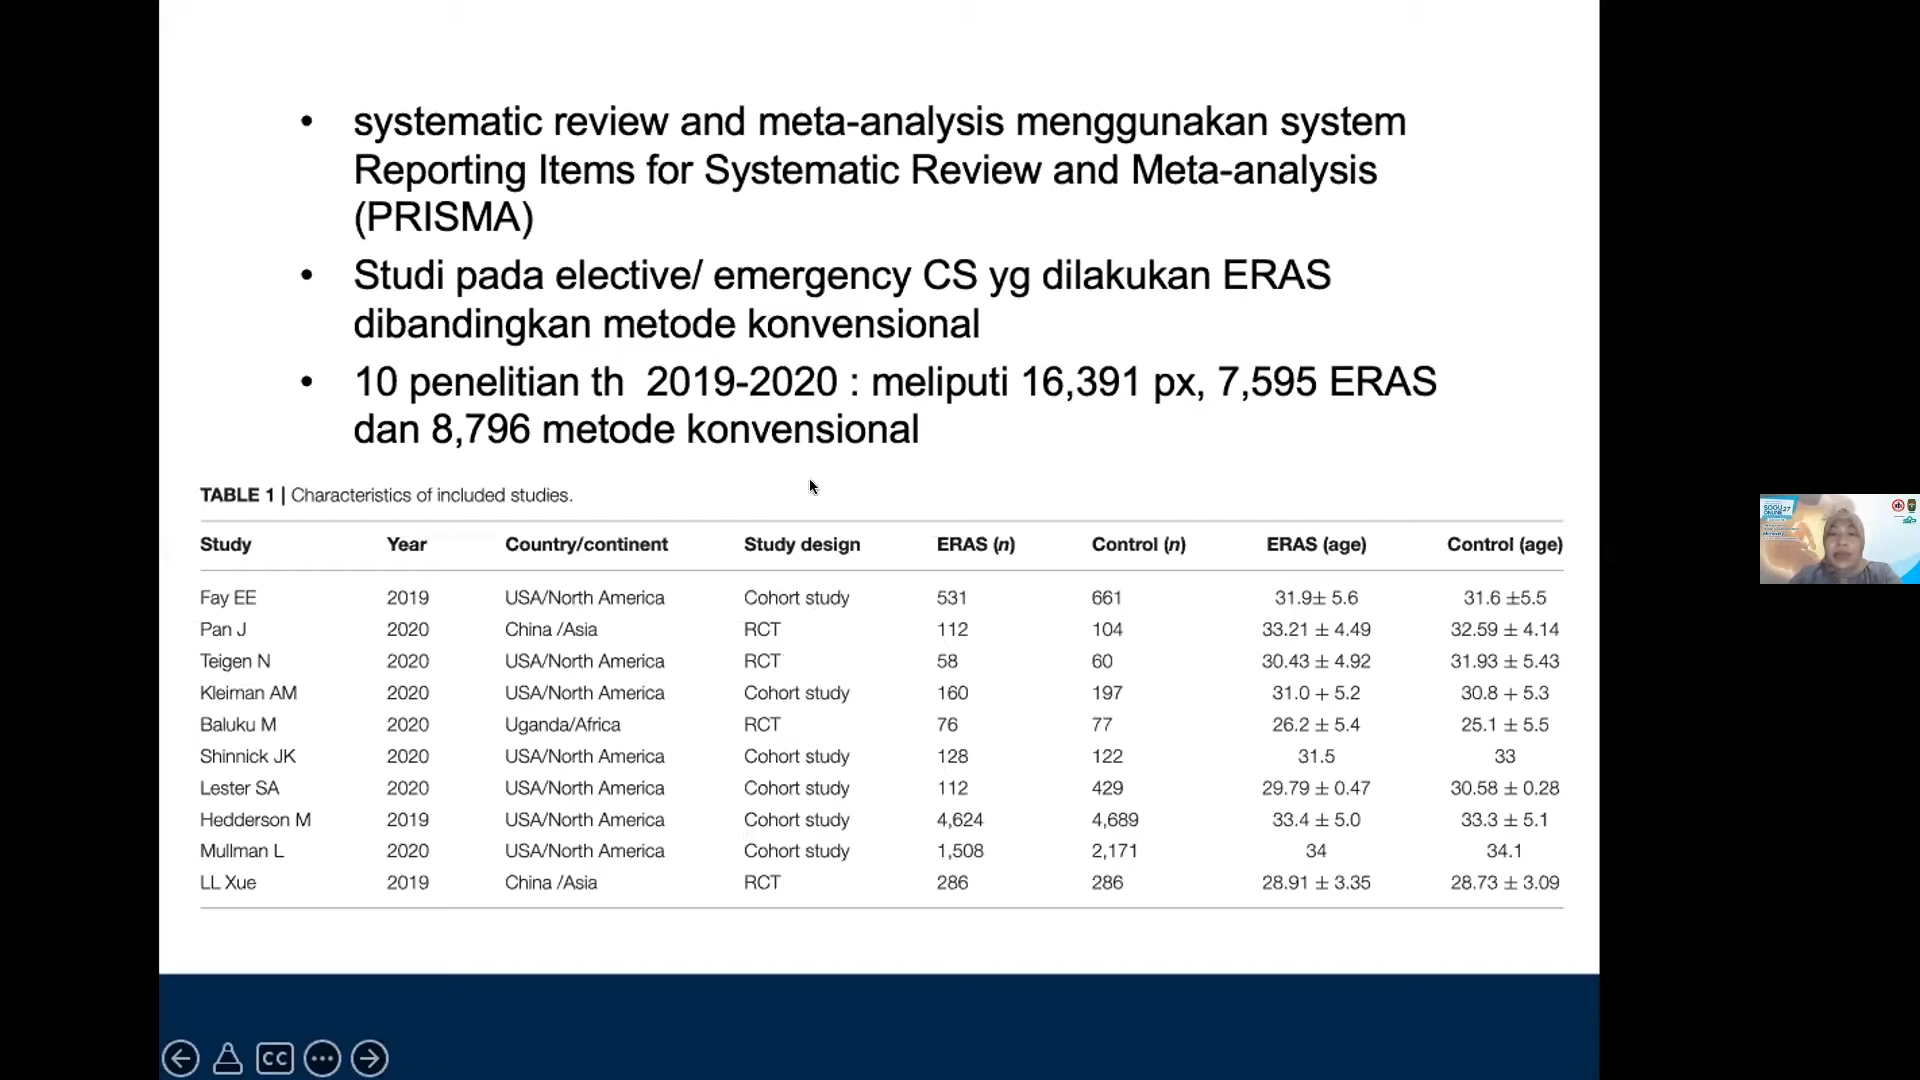 • systematic review and meta-analysis menggunakan system
Reporting Items for Systematic Review and Meta-analysis
(PRISMA)
• Studi pada elective/ emergency CS yg dilakukan ERAS
dibandingkan metode konvensional
• 10 penelitian th 2019-2020 : meliputi 16,391 px, 7,595 ERAS
dan 8,796 metode konvensional
TABLE 1 | Characteristics of included studies.
Study Year Country/continent Study design ERAS (n) Control (n) ERAS (age) Control (age)
Fay EE 2019 USA/North America Cohort study 531 661 31.9± 5.6 31.6 ±5.5
Pan J 2020 China /Asia RCT 112 104 33.21 ± 4.49 32.59 ± 4.14
Teigen N 2020 USA/North America RCT 58 60 30.43 ± 4.92 31.93 ± 5.43
Kleiman AM 2020 USA/North America Cohort study 160 197 31.0 + 5.2 30.8 + 5.3
Baluku M 2020 Uganda/Africa RCT 76 77 26.2 ± 5.4 25.1 ± 5.5
Shinnick JK 2020 USA/North America Cohort study 128 122 31.5 33
Lester SA 2020 USA/North America Cohort study 112 429 29.79 ± 0.47 30.58 ± 0.28
Hedderson M 2019 USA/North America Cohort study 4,624 4,689 33.4 ± 5.0 33.3 ± 5.1
Mullman L 2020 USA/North America Cohort study 1,508 2,171 34 34.1
LL Xue 2019 China /Asia RCT 286 286 28.91 ± 3.35 28.73 ± 3.09
CC
SOGU 27
ONLINE